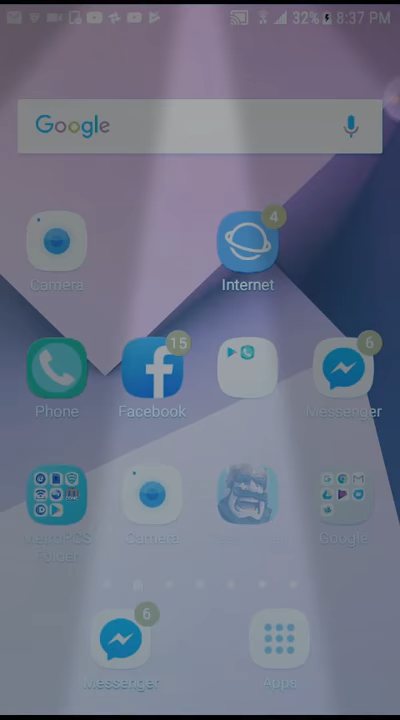 32% 8:37 PM
Google
4
Camera
Internet
15
6
Phone
Facebook
Messenger
Folder
Camera
Google
6
Messenger
Apps